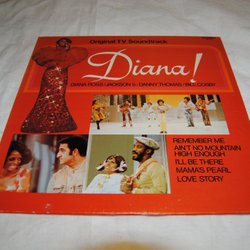 Original TV Soundtrack
Diana!
DIANA ROSS/JACKSON 5/DANNY THOMAS/BILL COSBY
REMEMBER ME
AIN'T NO MOUNTAIN
HIGH ENOUGH
I'LL BE THERE
MAMA'S PEARL
LOVE STORY